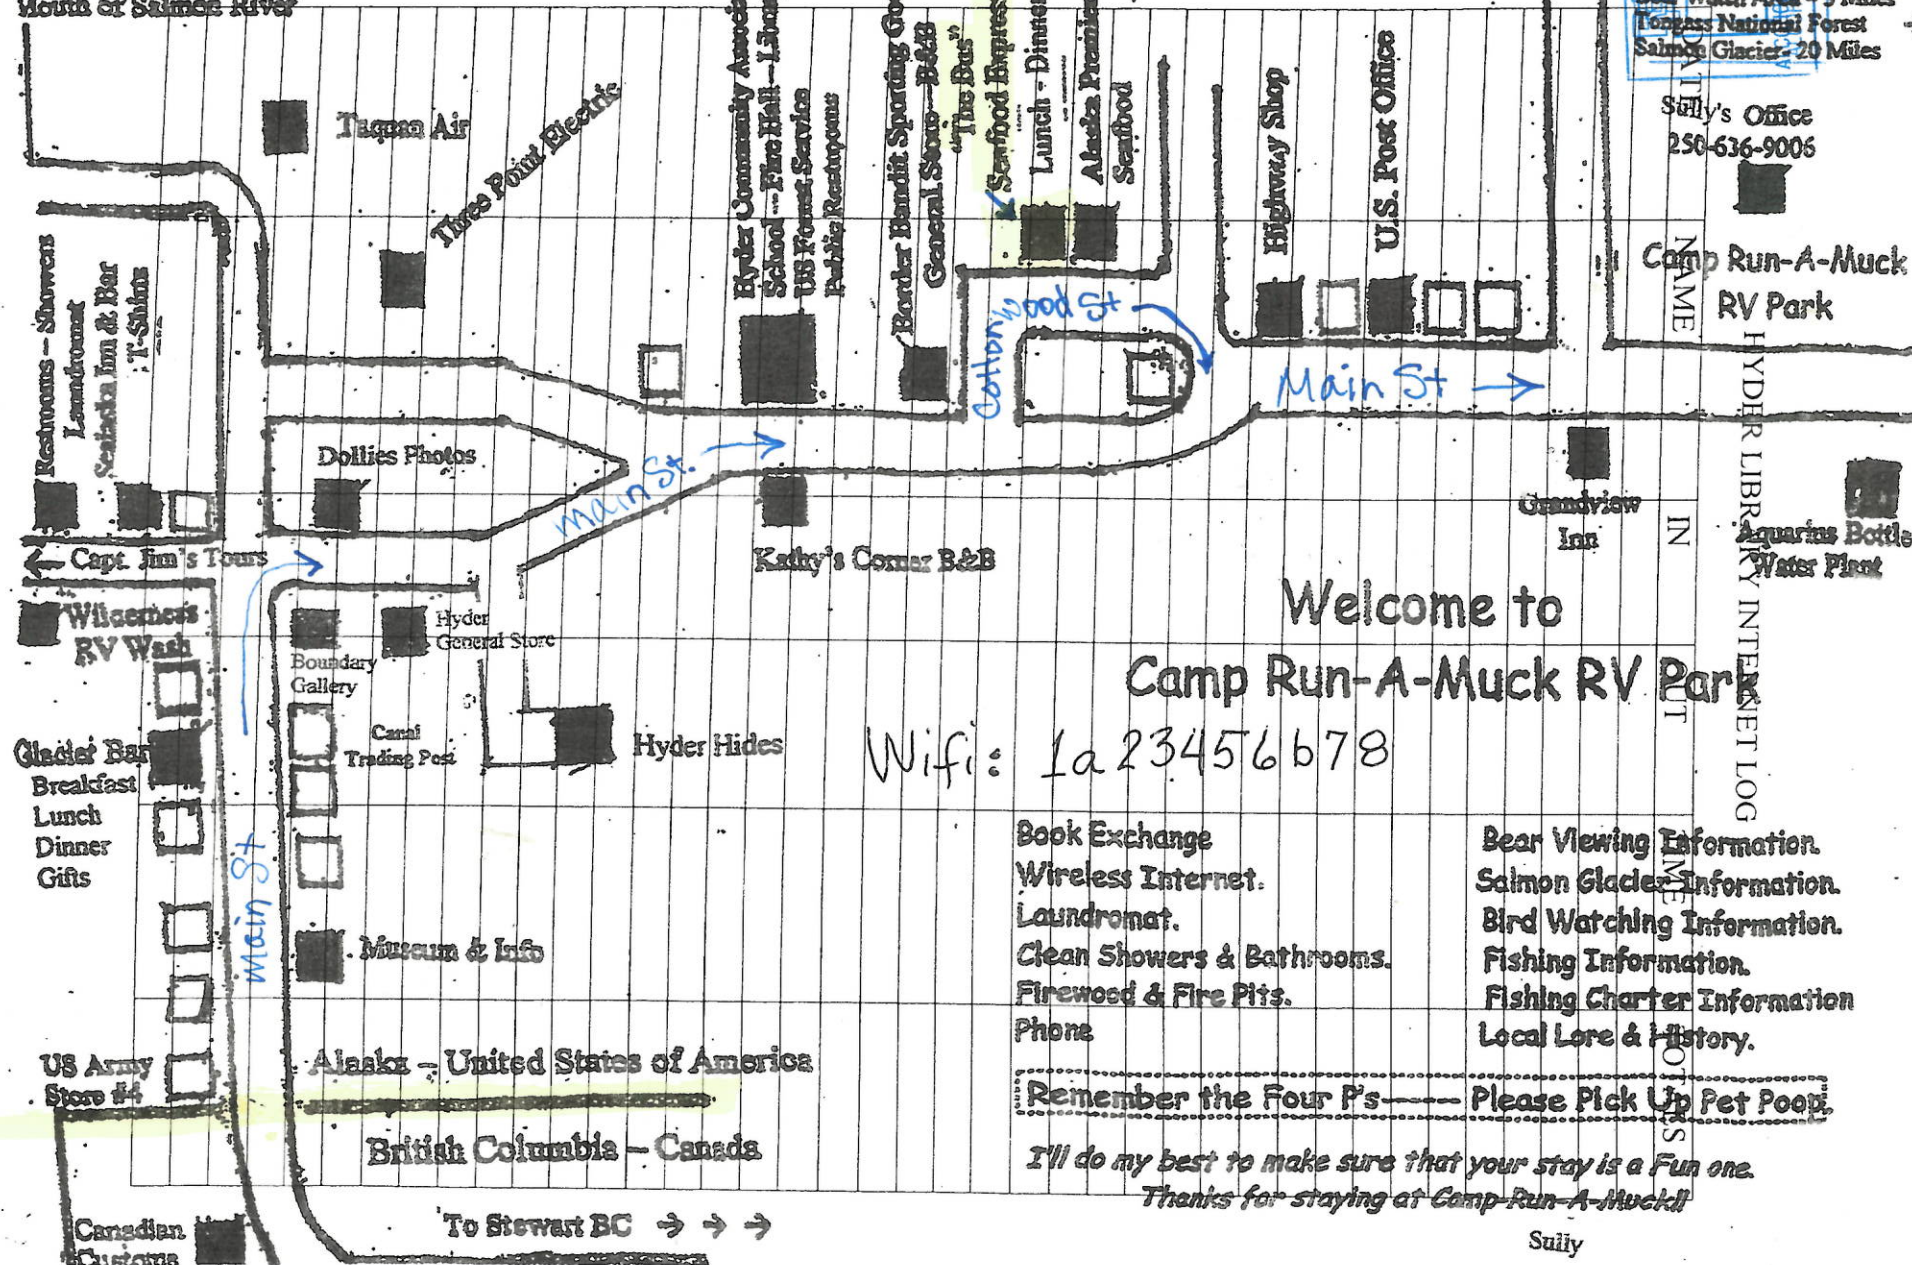 Mouth of Salmon River
Taquan Air
Three Point Electric
Hyder Community
School - Fire Hall -
US Forest Service
Public Restrooms
Border Bandit Sporting
General Store - B&B
"The Bus"
Seafood Express
Lunch - Dinner
Alaska Premier
Seafood
Highway Shop
U.S. Post Office
Tongass National Forest
Salmon Glacier - 20 Miles
DATE
Sully's Office
250-636-9006
Camp Run-A-Muck
RV Park
NAME
Restrooms - Showers
Laundromat
Sealaska Inn & Bar
T-Shirts
Cottonwood St
Main St
Dollies Photos
Main St.
Kathy's Corner B&B
Grandview
Inn
Aquarius Bottle
Water Plant
HYDER LIBRARY INTERNET LOG
IN
← Capt. Jim's Tours
Wilderness
RV Wash
Boundary
Gallery
Hyder
General Store
Canal
Trading Post
Hyder Hides
Welcome to
Camp Run-A-Muck RV Park
OUT
Wifi: 1a23456b78
Glacier Bar
Breakfast
Lunch
Dinner
Gifts
Main St
Museum & Info
Book Exchange
Wireless Internet.
Laundromat.
Clean Showers & Bathrooms.
Firewood & Fire Pits.
Phone
Bear Viewing Information.
Salmon Glacier Information.
Bird Watching Information.
Fishing Information.
Fishing Charter Information
Local Lore & History.
US Army
Store #4
Alaska - United States of America
British Columbia - Canada
Remember the Four P's—— Please Pick Up Pet Poop.
I'll do my best to make sure that your stay is a Fun one.
Thanks for staying at Camp-Run-A-Muck!!
Sully
Canadian
Customs
To Stewart BC → → →